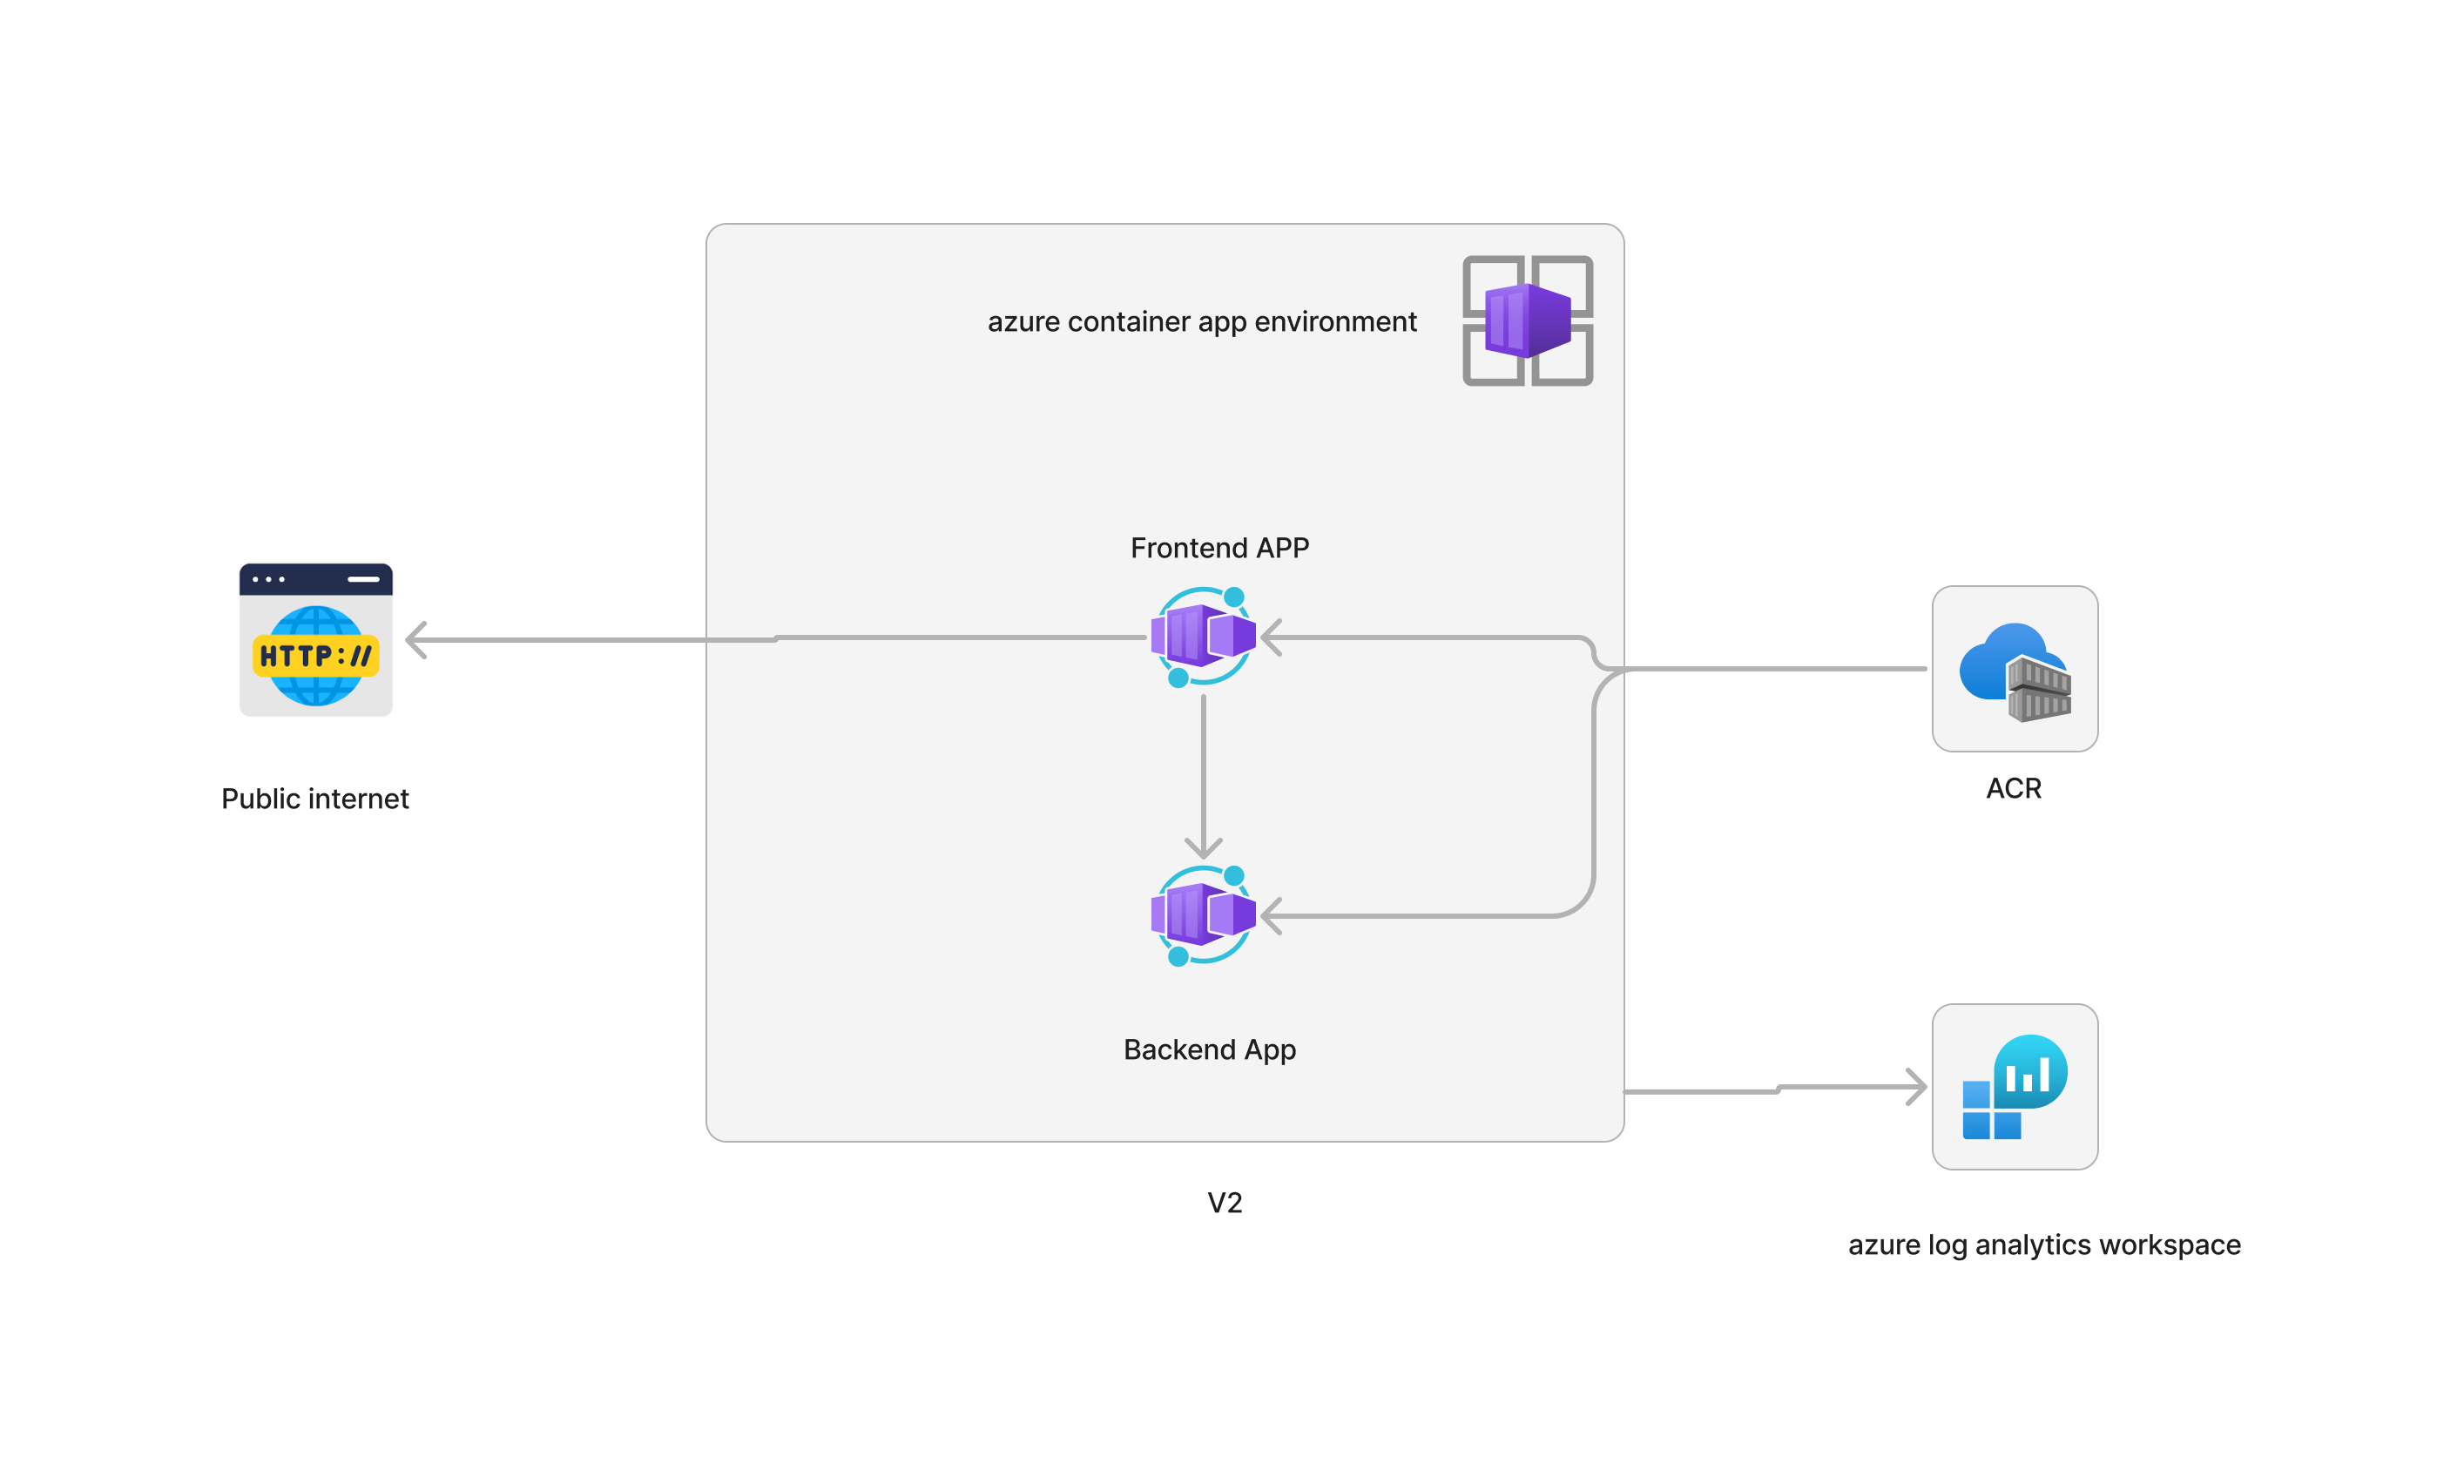 azure container app environment
Frontend APP
HTTP://
Public internet
ACR
Backend App
V2
azure log analytics workspace